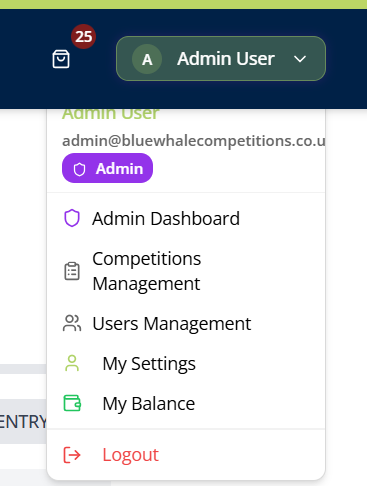 25
A Admin User
Admin User
admin@bluewhalecompetitions.co.u
Admin
Admin Dashboard
Competitions
Management
Users Management
My Settings
My Balance
ENTRY
Logout